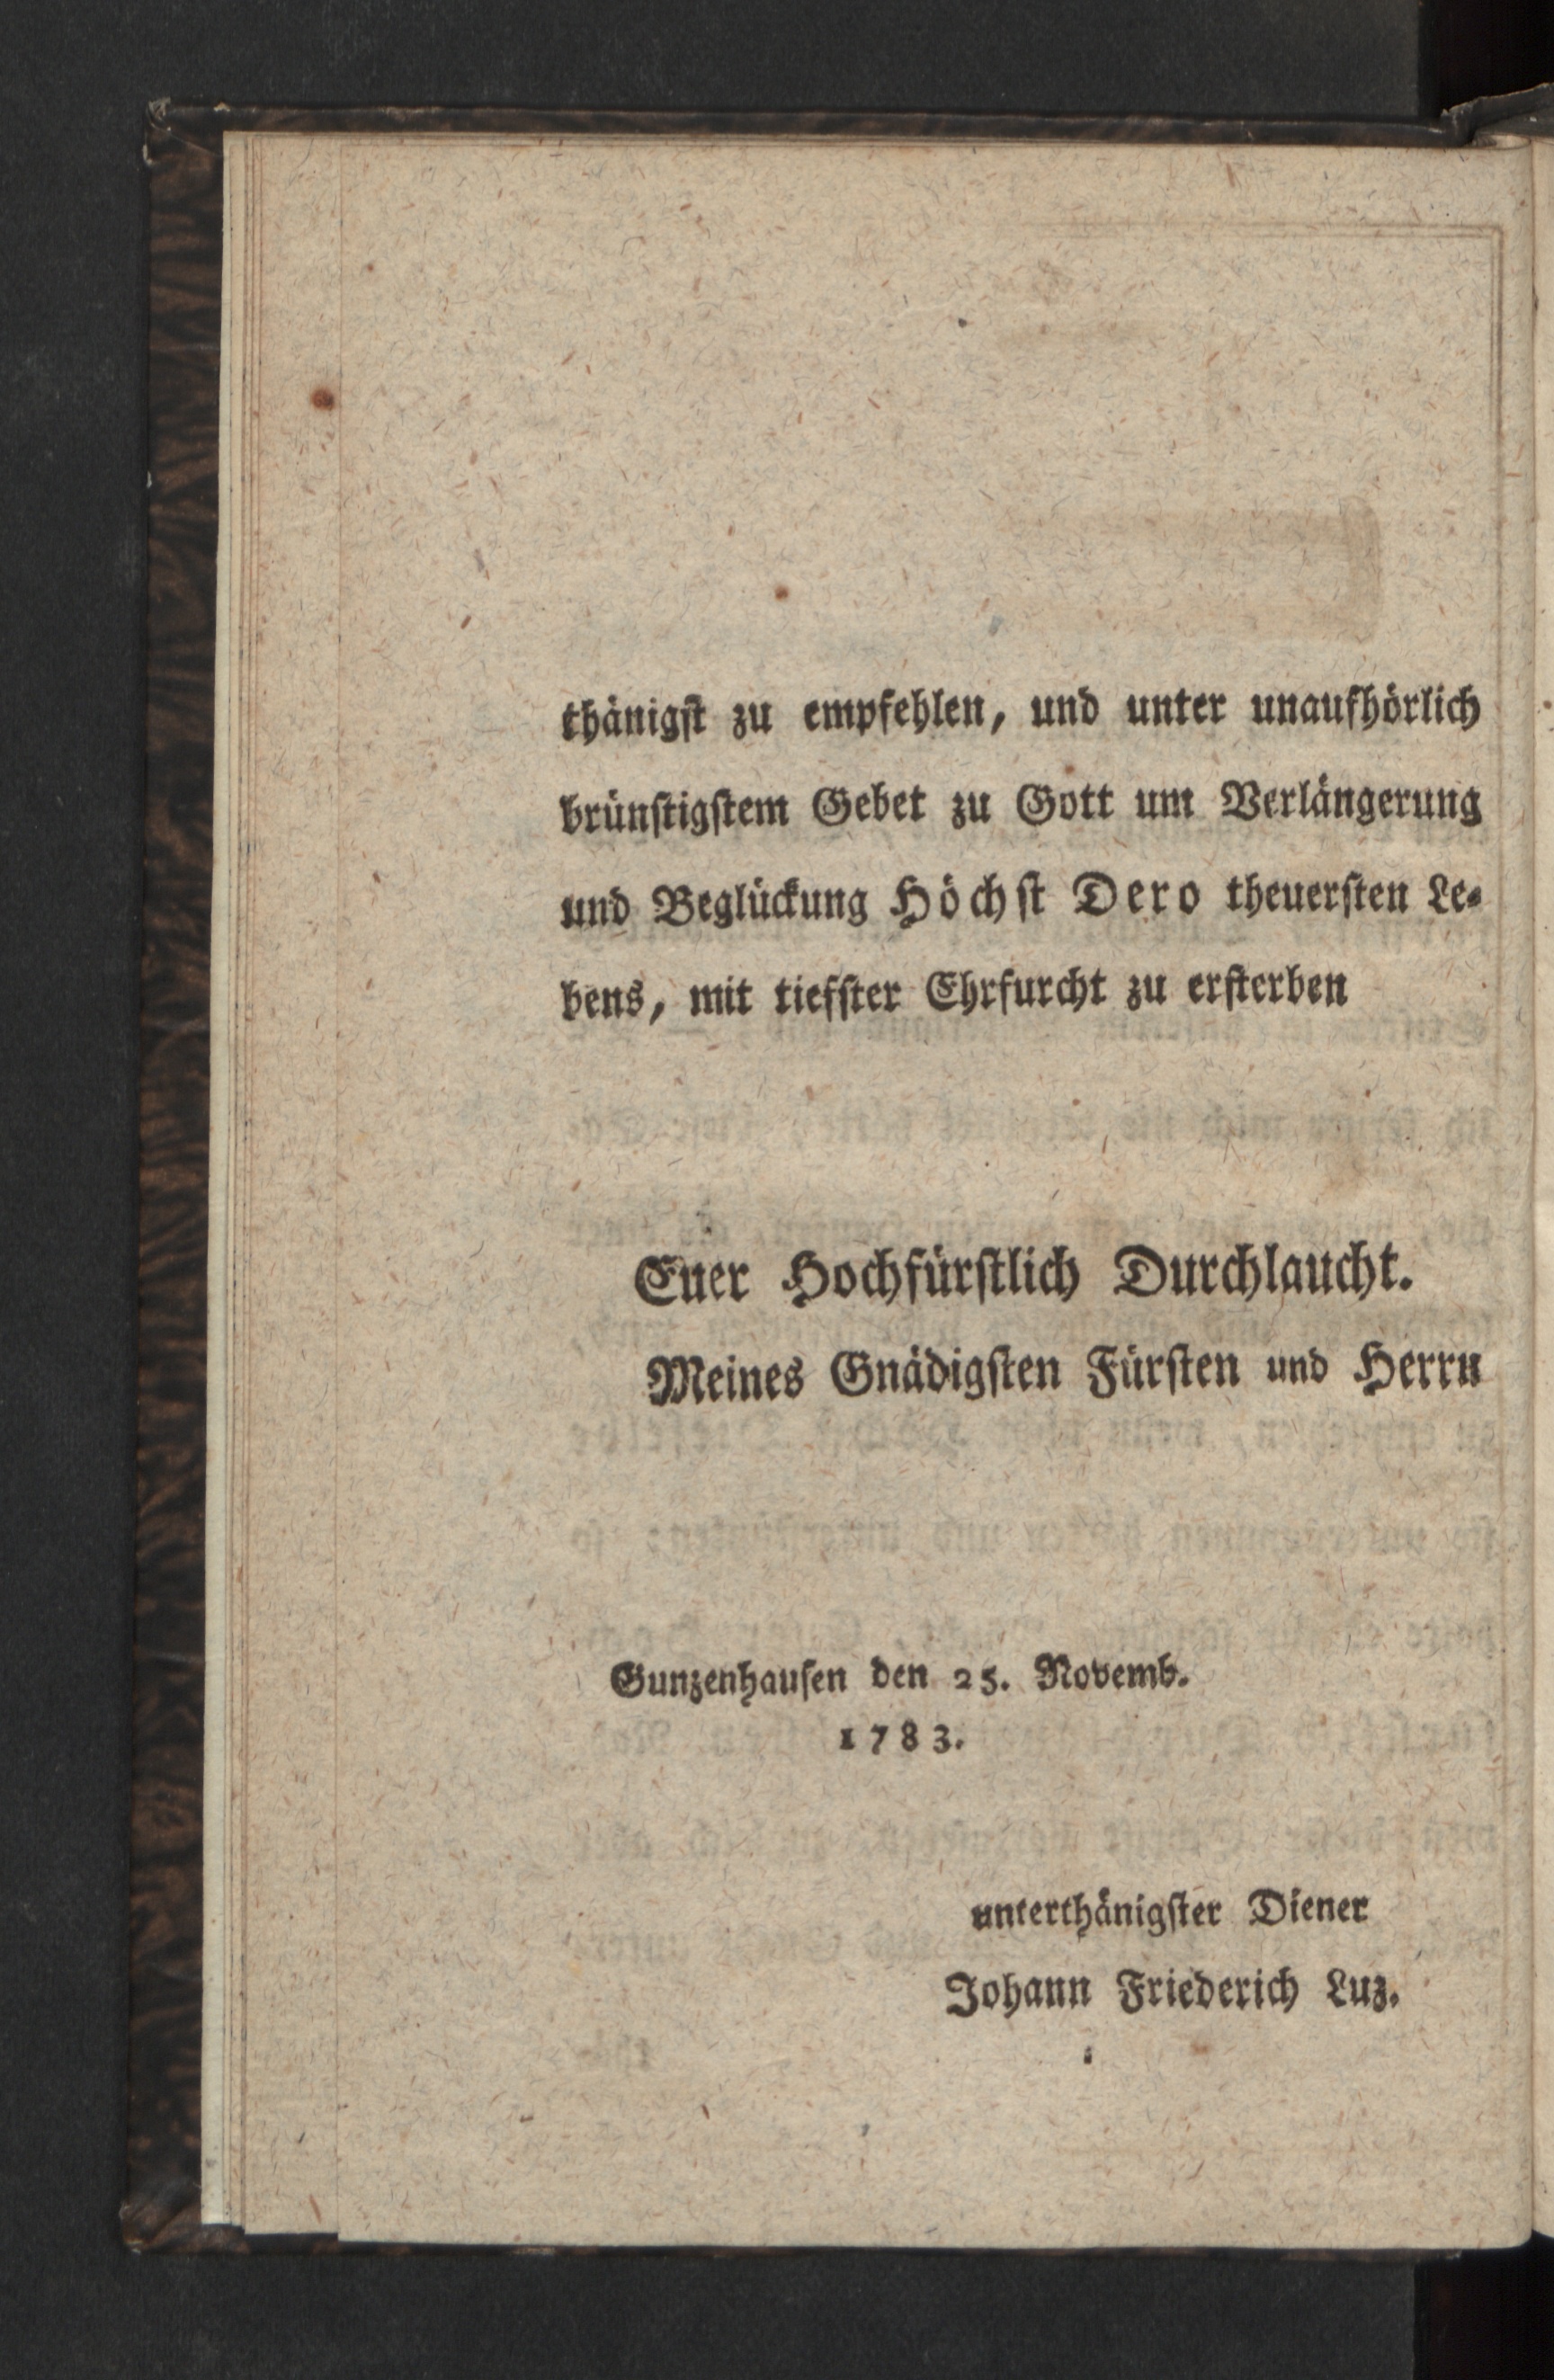 thänigst zu empfehlen, und unter unaufhörlich
brünstigstem Gebet zu Gott um Verlängerung
und Beglückung Höchst Dero theuersten Le-
bens, mit tiefster Ehrfurcht zu ersterben
Euer Hochfürstlich Durchlaucht.
Meines Gnädigsten Fürsten und Herrn
Gunzenhausen den 25. Novemb.
1783.
unterthänigster Diener
Johann Friederich Luz.